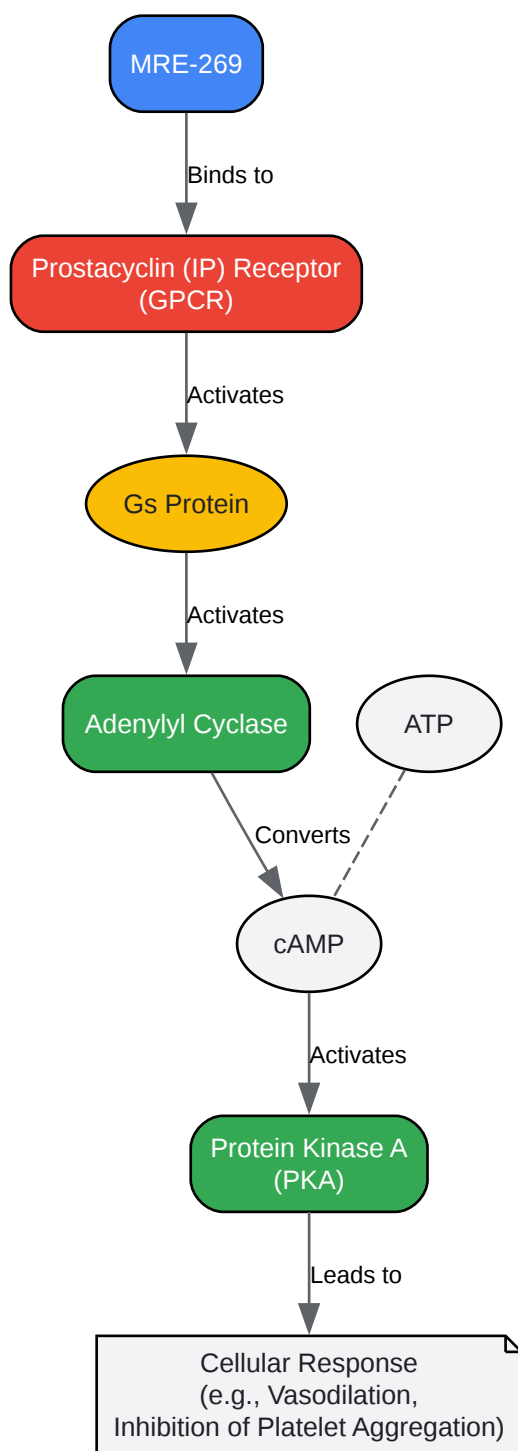 MRE-269
Binds to
Prostacyclin (IP) Receptor
(GPCR)
Activates
Gs Protein
Activates
Adenylyl Cyclase
ATP
Converts
cAMP
Activates
Protein Kinase A
(PKA)
Leads to
Cellular Response
(e.g., Vasodilation,
Inhibition of Platelet Aggregation)